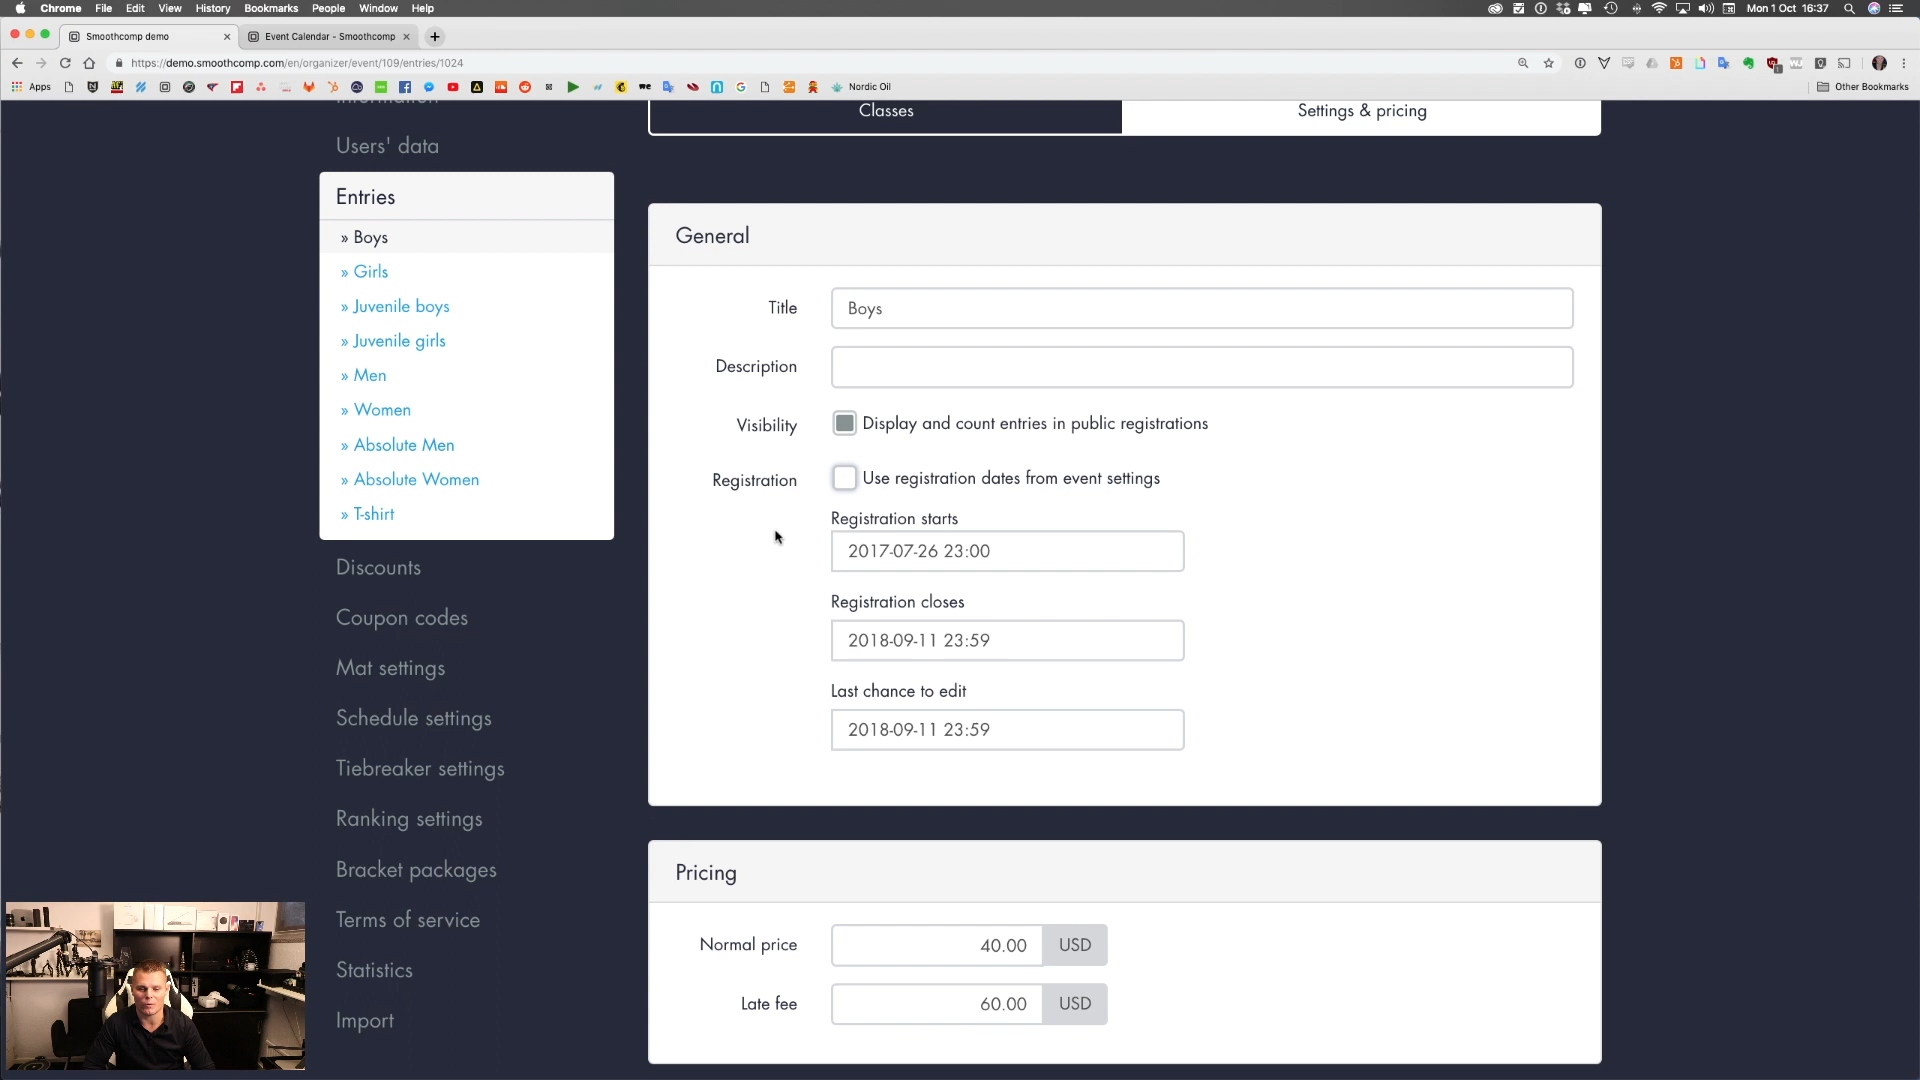 Chrome File Edit View History Bookmarks People Window Help
Mon 1 Oct 16:37
Smoothcomp demo
Event Calendar - Smoothcomp
https://demo.smoothcomp.com/en/organizer/event/109/entries/1024
Apps
Nordic Oil
Other Bookmarks
Information
Users' data
Entries
» Boys
» Girls
» Juvenile boys
» Juvenile girls
» Men
» Women
» Absolute Men
» Absolute Women
» T-shirt
Discounts
Coupon codes
Mat settings
Schedule settings
Tiebreaker settings
Ranking settings
Bracket packages
Terms of service
Statistics
Import
Classes
Settings & pricing
General
Title
Boys
Description
Visibility
Display and count entries in public registrations
Registration
Use registration dates from event settings
Registration starts
2017-07-26 23:00
Registration closes
2018-09-11 23:59
Last chance to edit
2018-09-11 23:59
Pricing
Normal price
40.00 USD
Late fee
60.00 USD